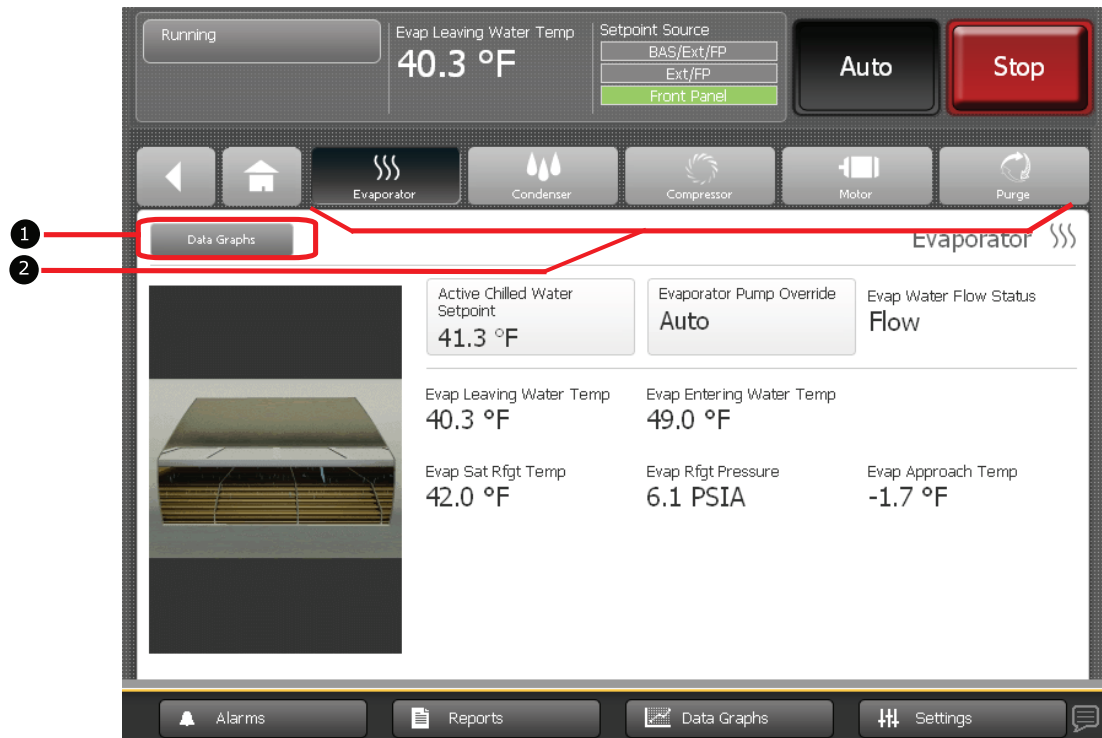 Running
Evap Leaving Water Temp
40.3 °F
Setpoint Source
BAS/Ext/FP
Ext/FP
Front Panel
Auto
Stop
Evaporator
Condenser
Compressor
Motor
Purge
1
Data Graphs
Evaporator
2
Active Chilled Water
Setpoint
41.3 °F
Evaporator Pump Override
Auto
Evap Water Flow Status
Flow
Evap Leaving Water Temp
40.3 °F
Evap Entering Water Temp
49.0 °F
Evap Sat Rfgt Temp
42.0 °F
Evap Rfgt Pressure
6.1 PSIA
Evap Approach Temp
-1.7 °F
Alarms
Reports
Data Graphs
Settings